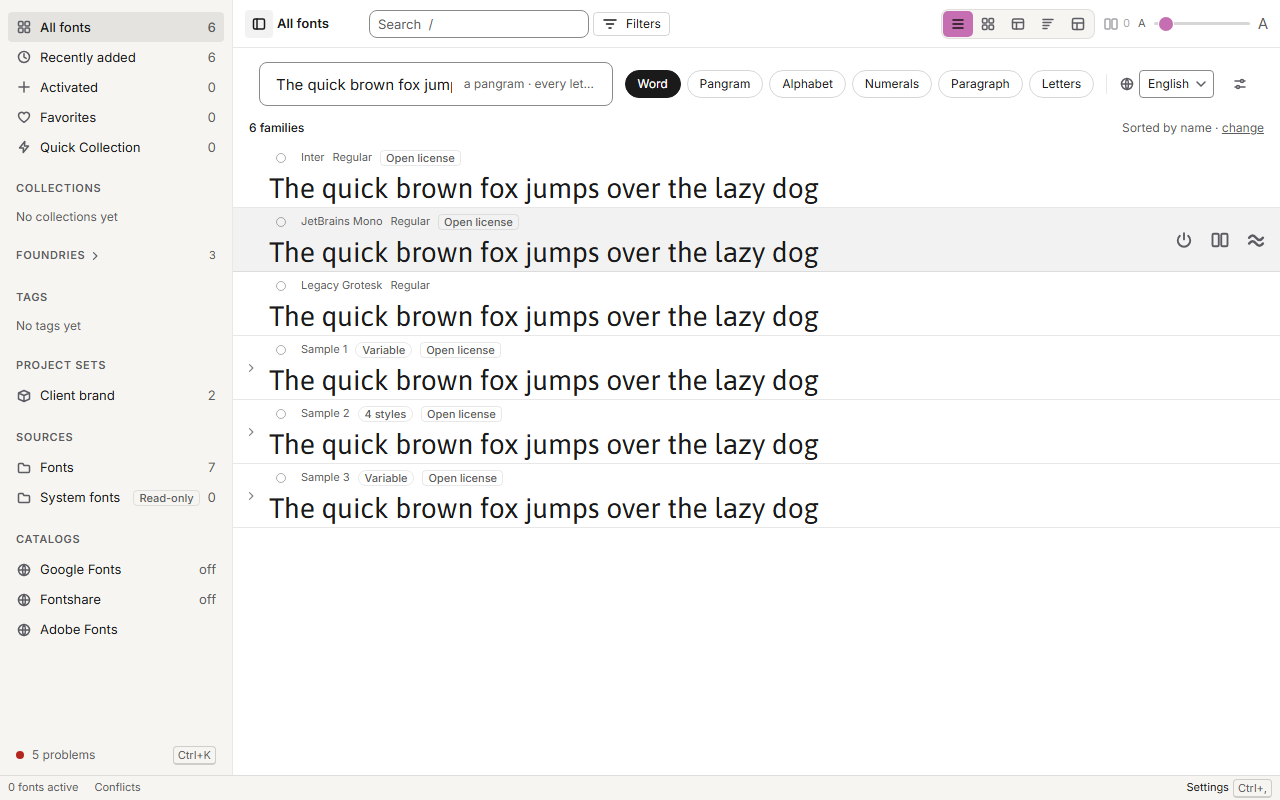 All fonts 6
Recently added 6
Activated 0
Favorites 0
Quick Collection 0
COLLECTIONS
No collections yet
FOUNDRIES 3
TAGS
No tags yet
PROJECT SETS
Client brand 2
SOURCES
Fonts 7
System fonts Read-only 0
CATALOGS
Google Fonts off
Fontshare off
Adobe Fonts
5 problems Ctrl+K
All fonts Search / Filters 0 A A
The quick brown fox jump a pangram · every let... Word Pangram Alphabet Numerals Paragraph Letters English
6 families Sorted by name · change
Inter Regular Open license
The quick brown fox jumps over the lazy dog
JetBrains Mono Regular Open license
The quick brown fox jumps over the lazy dog
Legacy Grotesk Regular
The quick brown fox jumps over the lazy dog
Sample 1 Variable Open license
The quick brown fox jumps over the lazy dog
Sample 2 4 styles Open license
The quick brown fox jumps over the lazy dog
Sample 3 Variable Open license
The quick brown fox jumps over the lazy dog
0 fonts active Conflicts Settings Ctrl+,